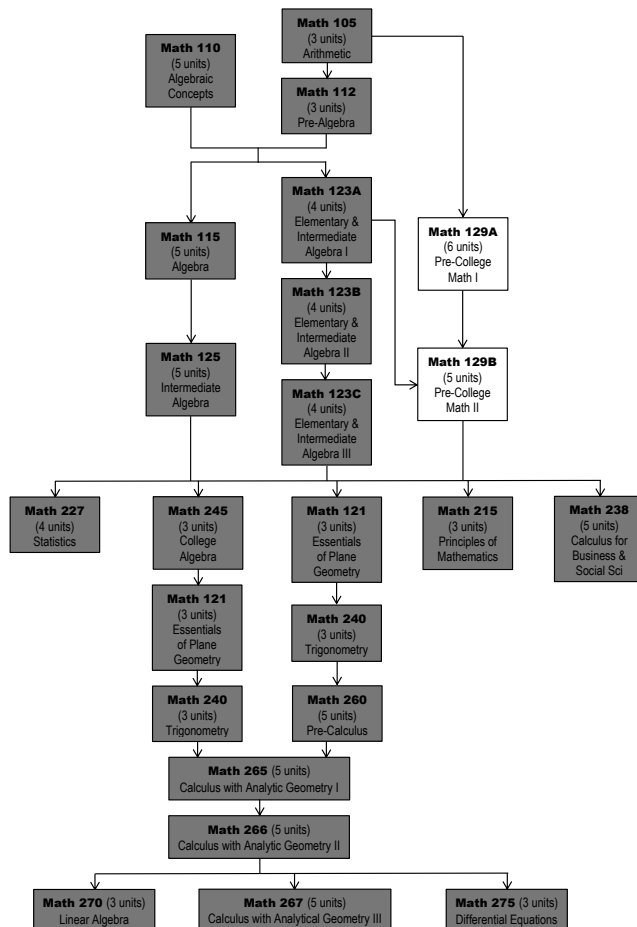 Math 105
(3 units)
Arithmetic
Math 110
(5 units)
Algebraic
Concepts
Math 112
(3 units)
Pre-Algebra
Math 123A
(4 units)
Elementary &
Intermediate
Algebra I
Math 115
(5 units)
Algebra
Math 129A
(6 units)
Pre-College
Math I
Math 123B
(4 units)
Elementary &
Intermediate
Algebra II
Math 125
(5 units)
Intermediate
Algebra
Math 129B
(5 units)
Pre-College
Math II
Math 123C
(4 units)
Elementary &
Intermediate
Algebra III
Math 227
(4 units)
Statistics
Math 245
(3 units)
College
Algebra
Math 121
(3 units)
Essentials
of Plane
Geometry
Math 215
(3 units)
Principles of
Mathematics
Math 238
(5 units)
Calculus for
Business &
Social Sci
Math 121
(3 units)
Essentials
of Plane
Geometry
Math 240
(3 units)
Trigonometry
Math 240
(3 units)
Trigonometry
Math 260
(5 units)
Pre-Calculus
Math 265 (5 units)
Calculus with Analytic Geometry I
Math 266 (5 units)
Calculus with Analytic Geometry II
Math 270 (3 units)
Linear Algebra
Math 267 (5 units)
Calculus with Analytical Geometry III
Math 275 (3 units)
Differential Equations